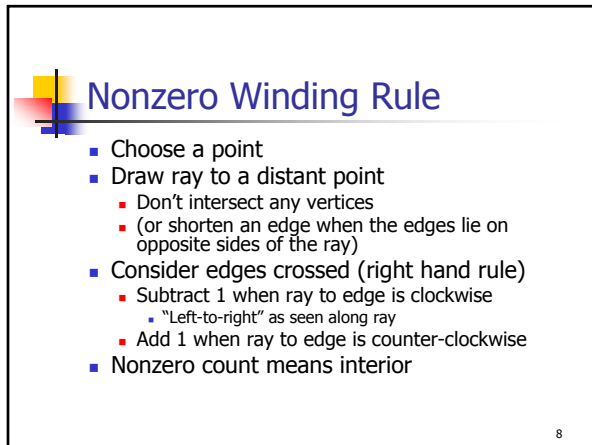 Nonzero Winding Rule
Choose a point
Draw ray to a distant point
Don't intersect any vertices
(or shorten an edge when the edges lie on
opposite sides of the ray)
Consider edges crossed (right hand rule)
Subtract 1 when ray to edge is clockwise
“Left-to-right” as seen along ray
Add 1 when ray to edge is counter-clockwise
Nonzero count means interior
8